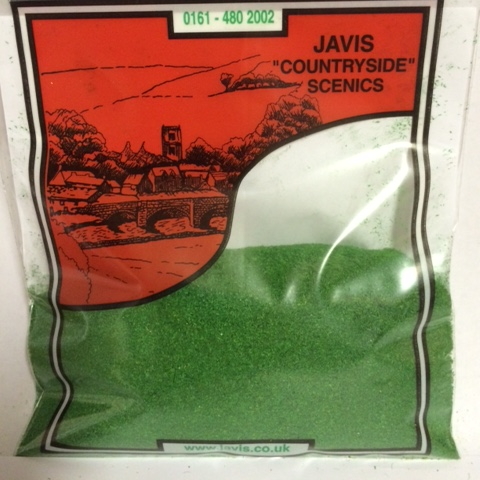 0161 - 480 2002
JAVIS
"COUNTRYSIDE"
SCENICS
www.javis.co.uk